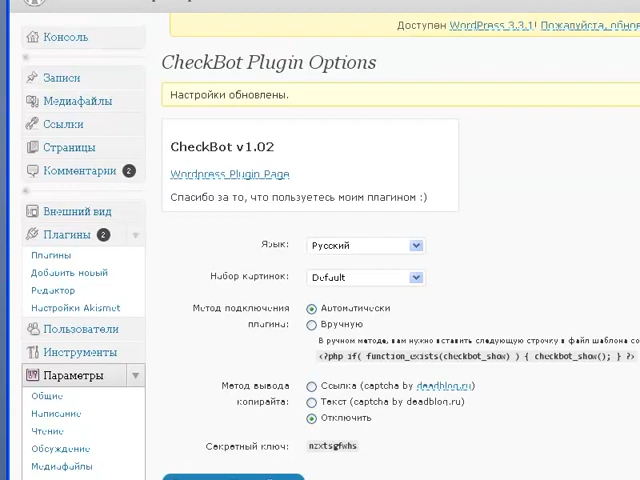 Доступен WordPress 3.3.1! Пожалуйста, обнов
Консоль
CheckBot Plugin Options
Записи
Настройки обновлены.
Медиафайлы
Ссылки
Страницы
CheckBot v1.02
Комментарии 2
Wordpress Plugin Page
Спасибо за то, что пользуетесь моим плагином :)
Внешний вид
Плагины 2
Язык: Русский
Плагины
Добавить новый
Набор картинок: Default
Редактор
Настройки Akismet
Метод подключения плагина:
Автоматически
Вручную
Пользователи
В ручном методе, вам нужно вставить следующую строчку в файл шаблона со
Инструменты
<?php if( function_exists(checkbot_show) ) { checkbot_show(); } ?>
Параметры
Метод вывода копирайта:
Ссылка (captcha by deadblog.ru)
Текст (captcha by deadblog.ru)
Отключить
Общие
Написание
Чтение
Секретный ключ: nzxtsgfwhs
Обсуждение
Медиафайлы